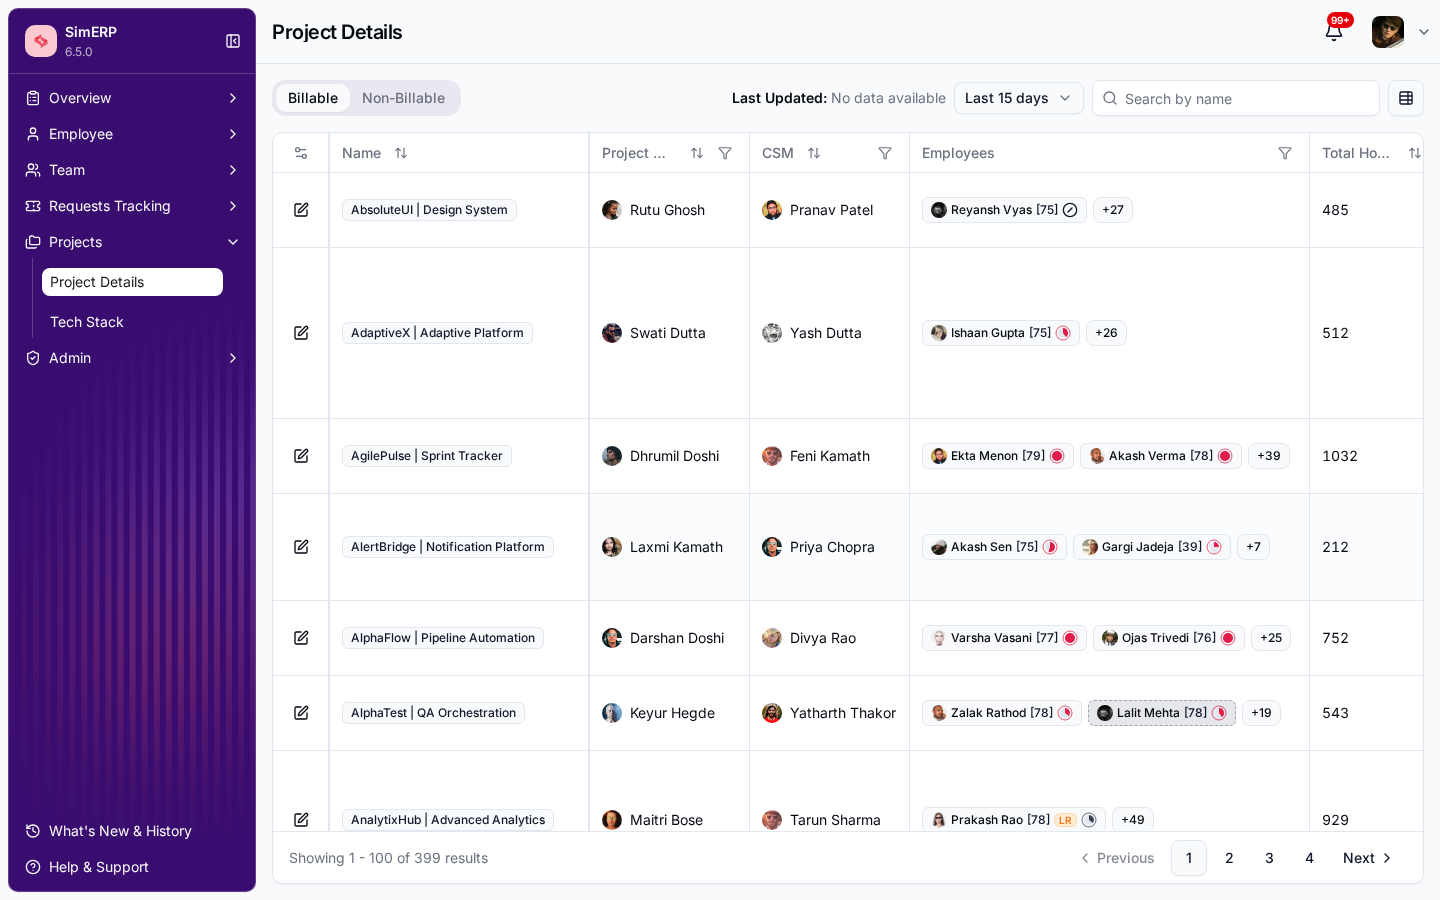 SimERP
6.5.0
Overview
Employee
Team
Requests Tracking
Projects
Project Details
Tech Stack
Admin
What's New & History
Help & Support
Project Details
99+
Billable
Non-Billable
Last Updated: No data available
Last 15 days
Search by name
Name Project ... CSM Employees Total Ho...
AbsoluteUI | Design System Rutu Ghosh Pranav Patel Reyansh Vyas [75] +27 485
AdaptiveX | Adaptive Platform Swati Dutta Yash Dutta Ishaan Gupta [75] +26 512
AgilePulse | Sprint Tracker Dhrumil Doshi Feni Kamath Ekta Menon [79] Akash Verma [78] +39 1032
AlertBridge | Notification Platform Laxmi Kamath Priya Chopra Akash Sen [75] Gargi Jadeja [39] +7 212
AlphaFlow | Pipeline Automation Darshan Doshi Divya Rao Varsha Vasani [77] Ojas Trivedi [76] +25 752
AlphaTest | QA Orchestration Keyur Hegde Yatharth Thakor Zalak Rathod [78] Lalit Mehta [78] +19 543
AnalytixHub | Advanced Analytics Maitri Bose Tarun Sharma Prakash Rao [78] LR +49 929
Showing 1 - 100 of 399 results
Previous 1 2 3 4 Next